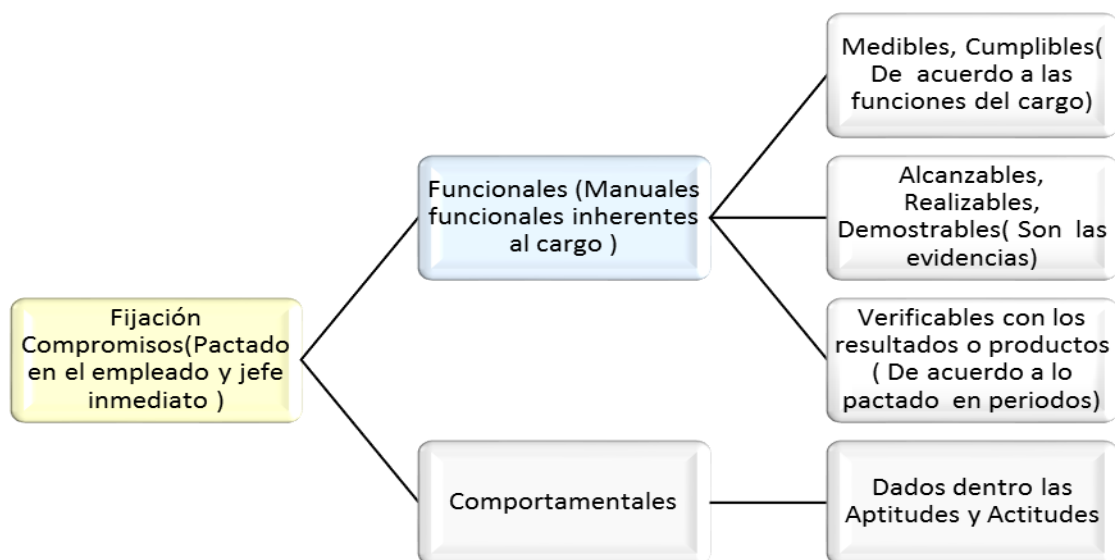 Fijación
Compromisos(Pactado
en el empleado y jefe
inmediato )
Funcionales (Manuales
funcionales inherentes
al cargo )
Medibles, Cumplibles(
De acuerdo a las
funciones del cargo)
Alcanzables,
Realizables,
Demostrables( Son las
evidencias)
Verificables con los
resultados o productos
( De acuerdo a lo
pactado en periodos)
Comportamentales
Dados dentro las
Aptitudes y Actitudes